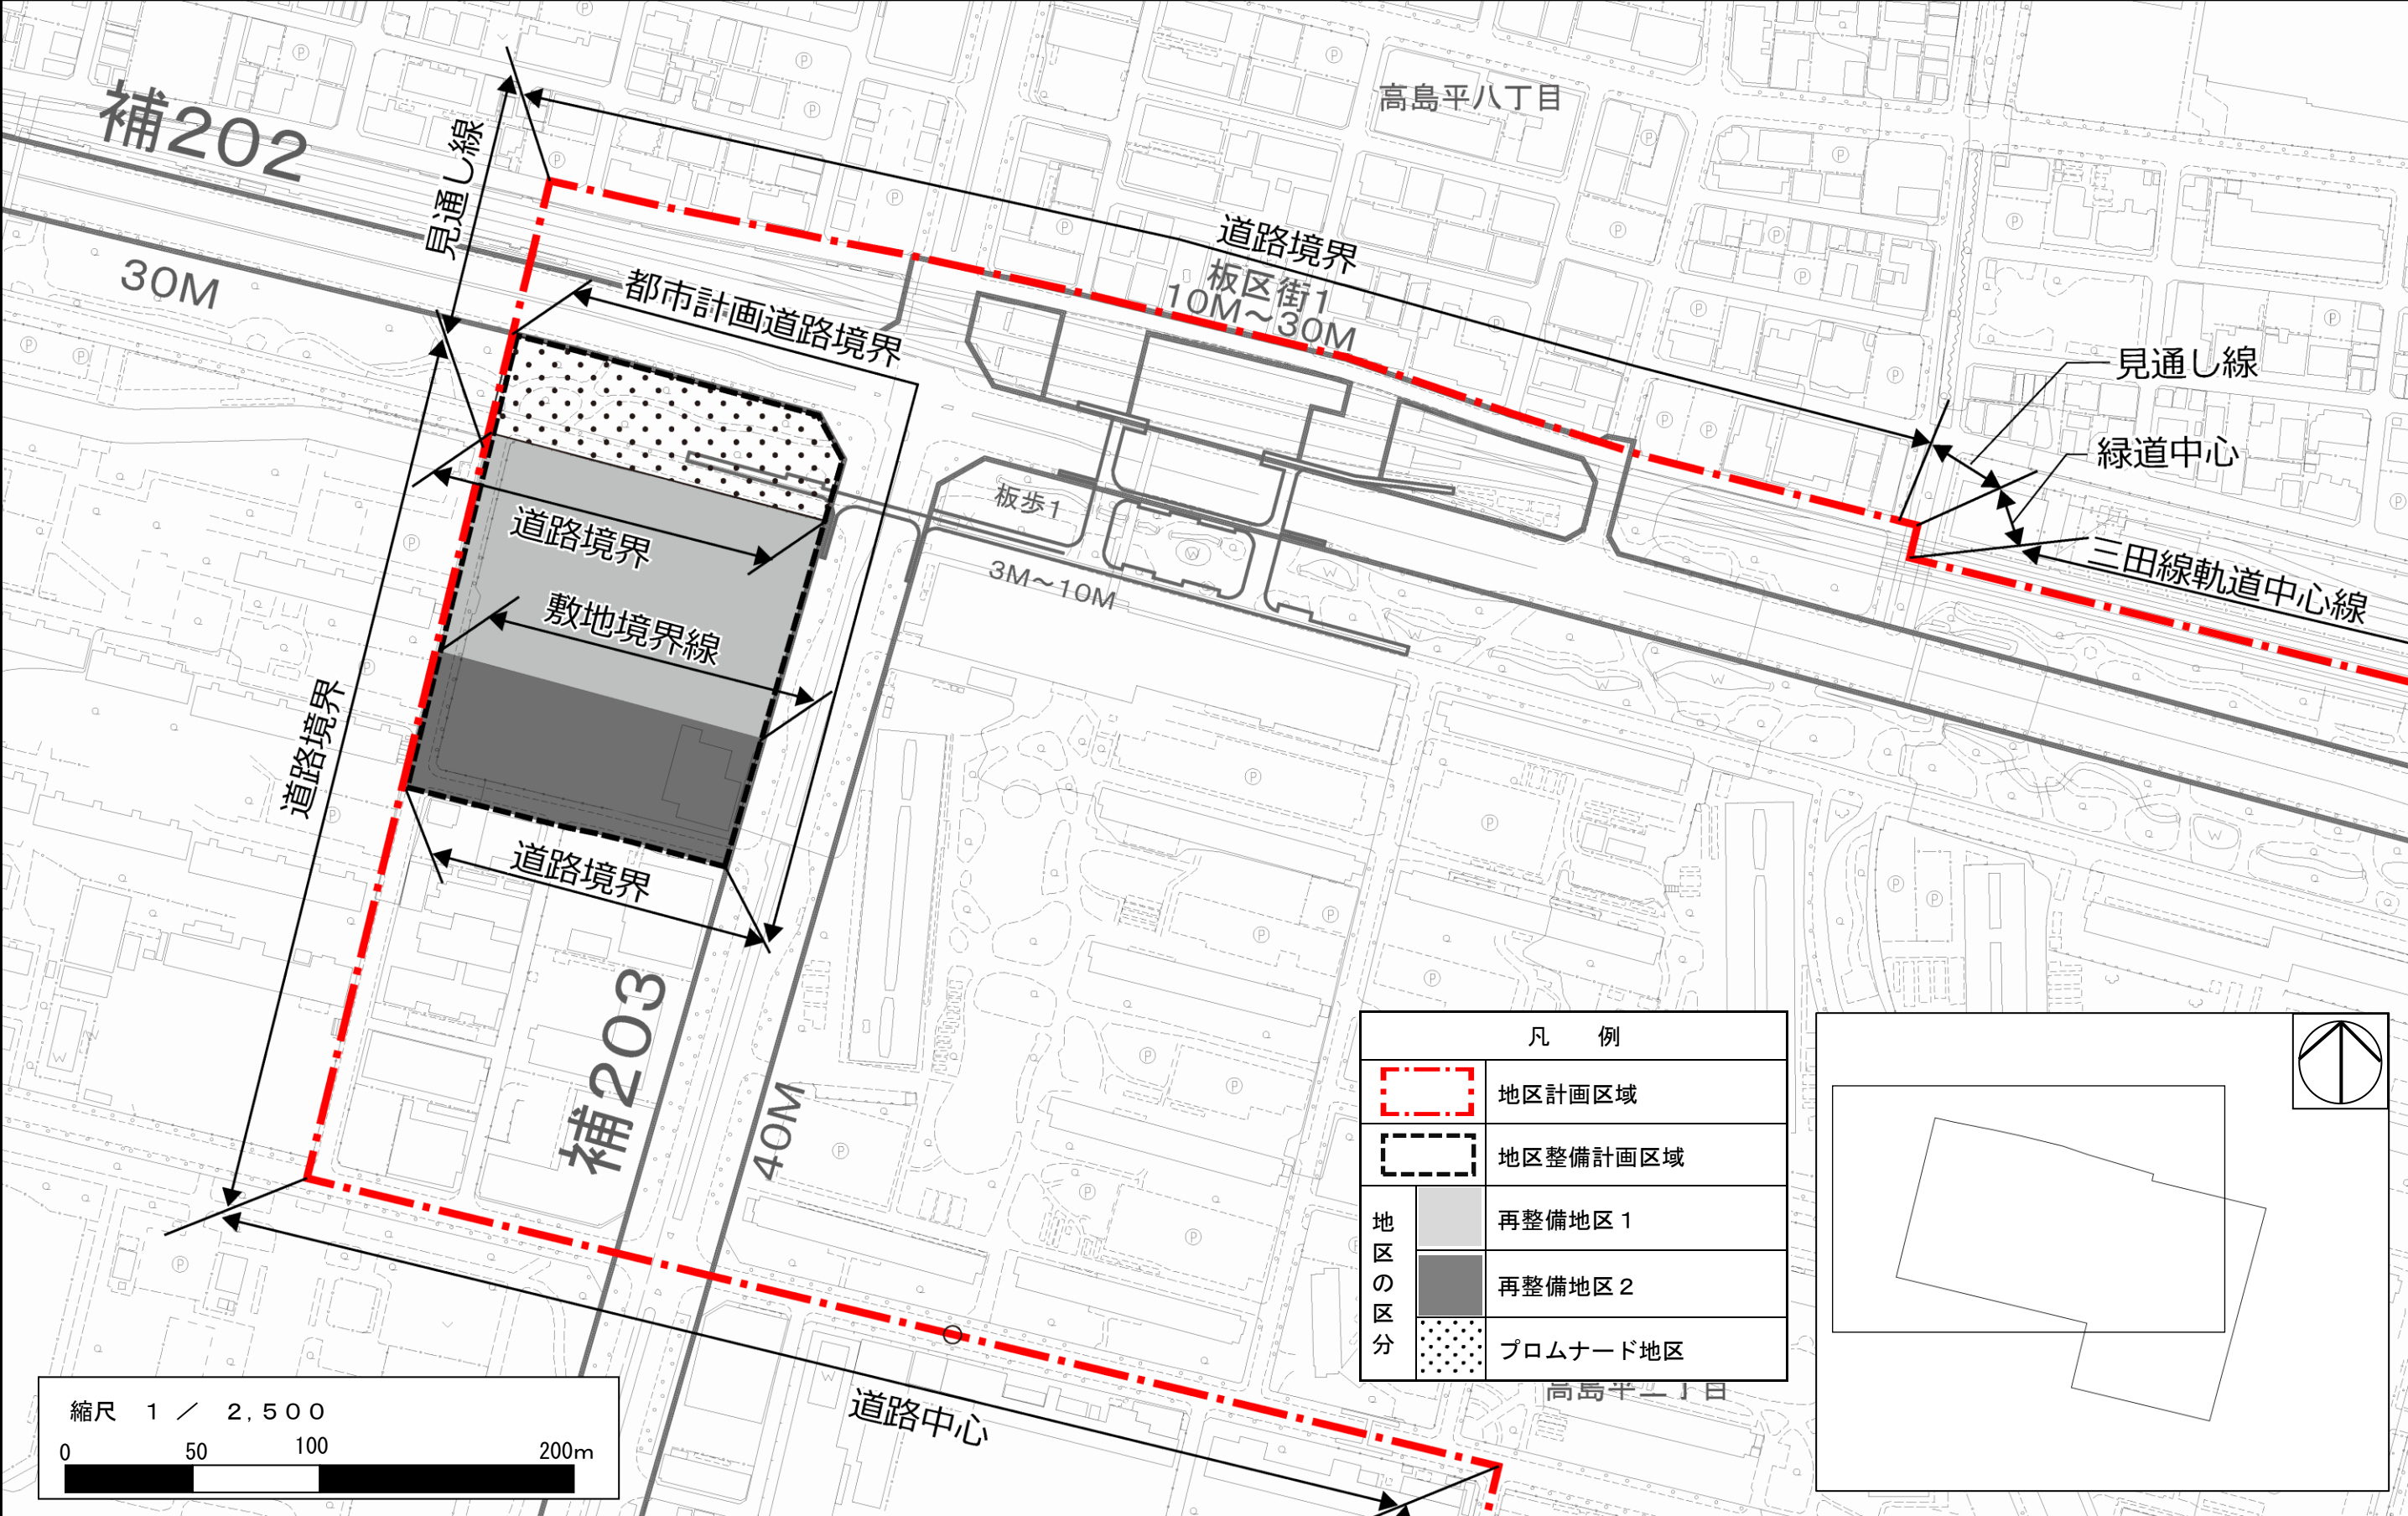 高島平八丁目
補202
見通し線
30M
道路境界
板区街1
10M～30M
都市計画道路境界
見通し線
緑道中心
三田線軌道中心線
板歩1
3M～10M
道路境界
敷地境界線
道路境界
道路境界
補203
40M
道路中心
凡　例
地区計画区域
地区整備計画区域
地区の区分
再整備地区１
再整備地区２
プロムナード地区
縮尺　１　／　２,５００
0 50 100 200m